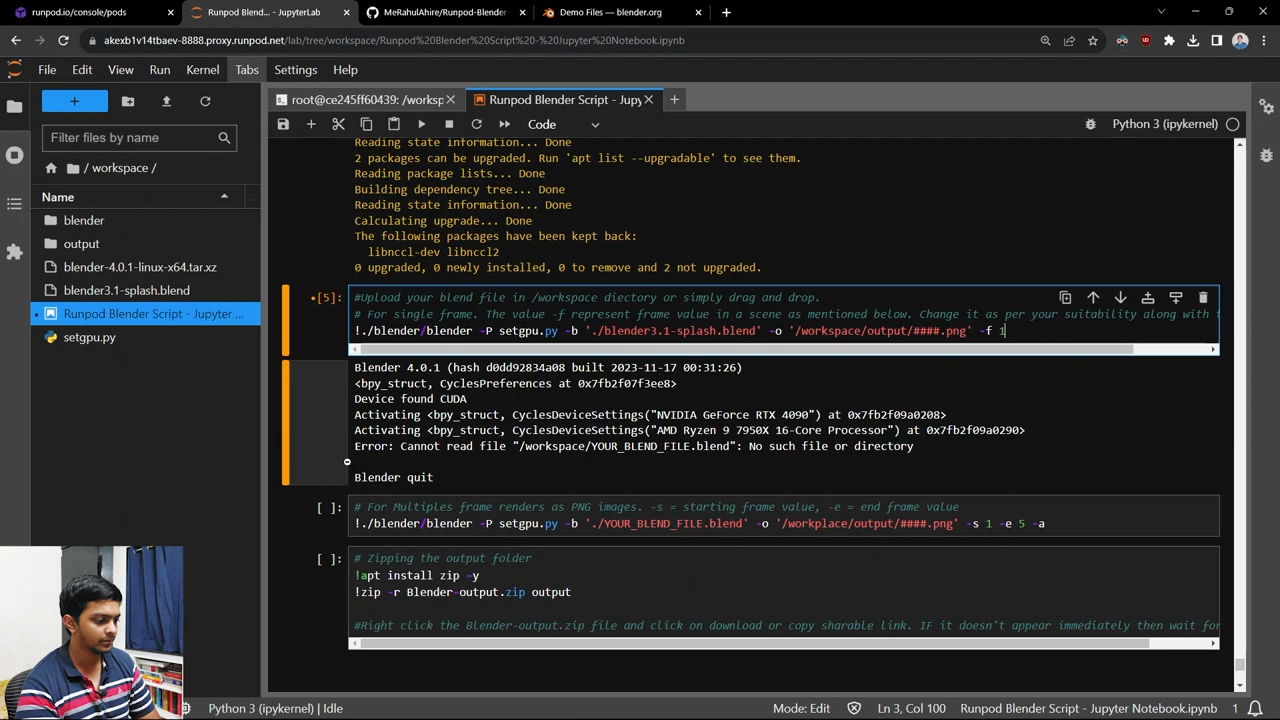 runpod.io/console/pods
Runpod Blend... - JupyterLab
MeRahulAhire/Runpod-Blender
Demo Files — blender.org
akexb1v14tbaev-8888.proxy.runpod.net/lab/tree/workspace/Runpod%20Blender%20Script%20-%20Jupyter%20Notebook.ipynb
File Edit View Run Kernel Tabs Settings Help
root@ce245ff60439: /worksp
Runpod Blender Script - Jupy
Filter files by name
Code
Python 3 (ipykernel)
/ workspace /
Name
blender
output
blender-4.0.1-linux-x64.tar.xz
blender3.1-splash.blend
Runpod Blender Script - Jupyter ...
setgpu.py
Reading state information... Done
2 packages can be upgraded. Run 'apt list --upgradable' to see them.
Reading package lists... Done
Building dependency tree... Done
Reading state information... Done
Calculating upgrade... Done
The following packages have been kept back:
libnccl-dev libnccl2
0 upgraded, 0 newly installed, 0 to remove and 2 not upgraded.
[5]:
#Upload your blend file in /workspace diectory or simply drag and drop.
# For single frame. The value -f represent frame value in a scene as mentioned below. Change it as per your suitability along with t
!./blender/blender -P setgpu.py -b './blender3.1-splash.blend' -o '/workspace/output/####.png' -f 1
Blender 4.0.1 (hash d0dd92834a08 built 2023-11-17 00:31:26)
<bpy_struct, CyclesPreferences at 0x7fb2f07f3ee8>
Device found CUDA
Activating <bpy_struct, CyclesDeviceSettings("NVIDIA GeForce RTX 4090") at 0x7fb2f09a0208>
Activating <bpy_struct, CyclesDeviceSettings("AMD Ryzen 9 7950X 16-Core Processor") at 0x7fb2f09a0290>
Error: Cannot read file "/workspace/YOUR_BLEND_FILE.blend": No such file or directory
Blender quit
[ ]:
# For Multiples frame renders as PNG images. -s = starting frame value, -e = end frame value
!./blender/blender -P setgpu.py -b './YOUR_BLEND_FILE.blend' -o '/workplace/output/####.png' -s 1 -e 5 -a
[ ]:
# Zipping the output folder
!apt install zip -y
!zip -r Blender-output.zip output
#Right click the Blender-output.zip file and click on download or copy sharable link. IF it doesn't appear immediately then wait for
Python 3 (ipykernel) | Idle
Mode: Edit
Ln 3, Col 100
Runpod Blender Script - Jupyter Notebook.ipynb
1